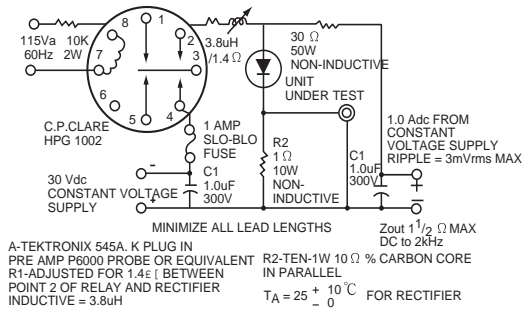 8
1
115Va
60Hz
10K
2W
7
2
3
6
5
4
3.8uH
/1.4 Ω
30 Ω
50W
NON-INDUCTIVE
UNIT
UNDER TEST
C.P.CLARE
HPG 1002
1 AMP
SLO-BLO
FUSE
R2
1 Ω
10W
NON-
INDUCTIVE
C1
1.0uF
300V
1.0 Adc FROM
CONSTANT
VOLTAGE SUPPLY
RIPPLE = 3mVrms MAX
30 Vdc
CONSTANT VOLTAGE
SUPPLY
-
+
C1
1.0uF
300V
+
−
MINIMIZE ALL LEAD LENGTHS
Zout 1 1/2 Ω MAX
DC to 2kHz
A-TEKTRONIX 545A. K PLUG IN
PRE AMP P6000 PROBE OR EQUIVALENT
R1-ADJUSTED FOR 1.4£ [ BETWEEN
POINT 2 OF RELAY AND RECTIFIER
INDUCTIVE = 3.8uH
R2-TEN-1W 10 Ω % CARBON CORE
IN PARALLEL
TA = 25 + 10 ℃ − 0 FOR RECTIFIER